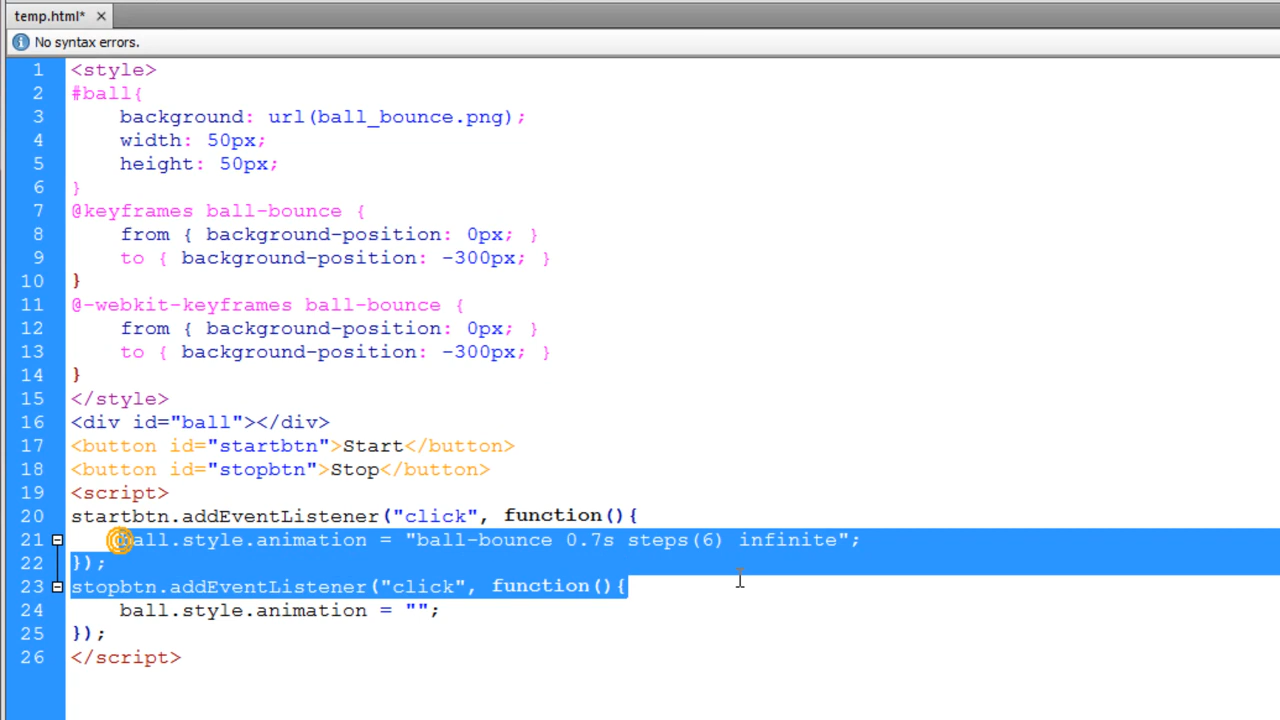 temp.html* ×
No syntax errors.
1 <style>
2 #ball{
3 background: url(ball_bounce.png);
4 width: 50px;
5 height: 50px;
6 }
7 @keyframes ball-bounce {
8 from { background-position: 0px; }
9 to { background-position: -300px; }
10 }
11 @-webkit-keyframes ball-bounce {
12 from { background-position: 0px; }
13 to { background-position: -300px; }
14 }
15 </style>
16 <div id="ball"></div>
17 <button id="startbtn">Start</button>
18 <button id="stopbtn">Stop</button>
19 <script>
20 startbtn.addEventListener("click", function(){
21 ball.style.animation = "ball-bounce 0.7s steps(6) infinite";
22 });
23 stopbtn.addEventListener("click", function(){
24 ball.style.animation = "";
25 });
26 </script>